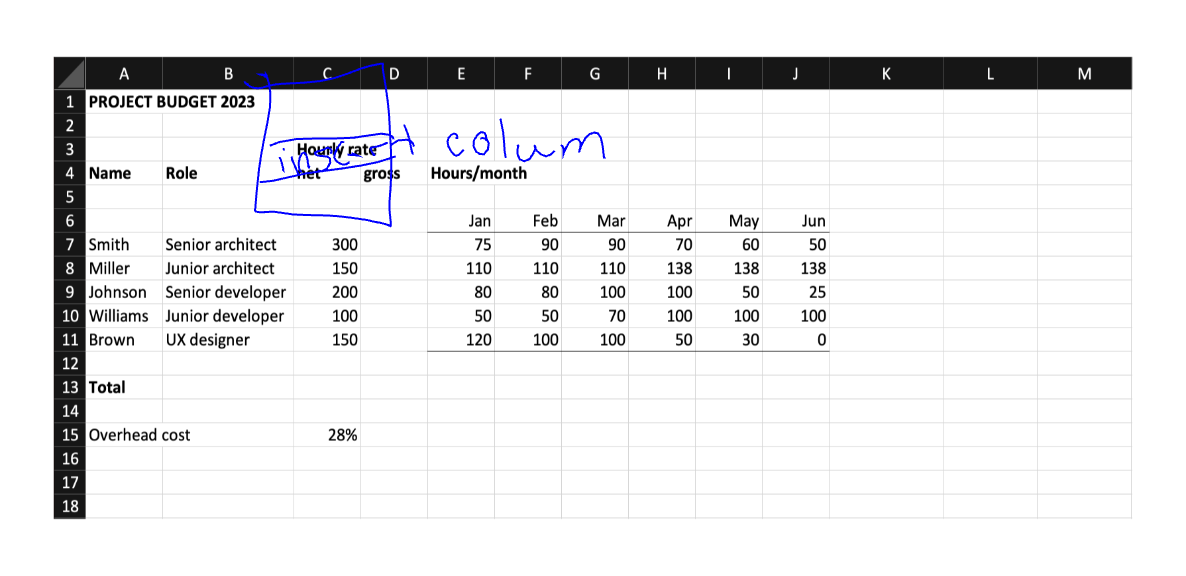 A B C D E F G H I J K L M
1 PROJECT BUDGET 2023
2
3 Hourly rate insert colum
4 Name Role net gross Hours/month
5
6 Jan Feb Mar Apr May Jun
7 Smith Senior architect 300 75 90 90 70 60 50
8 Miller Junior architect 150 110 110 110 138 138 138
9 Johnson Senior developer 200 80 80 100 100 50 25
10 Williams Junior developer 100 50 50 70 100 100 100
11 Brown UX designer 150 120 100 100 50 30 0
12
13 Total
14
15 Overhead cost 28%
16
17
18